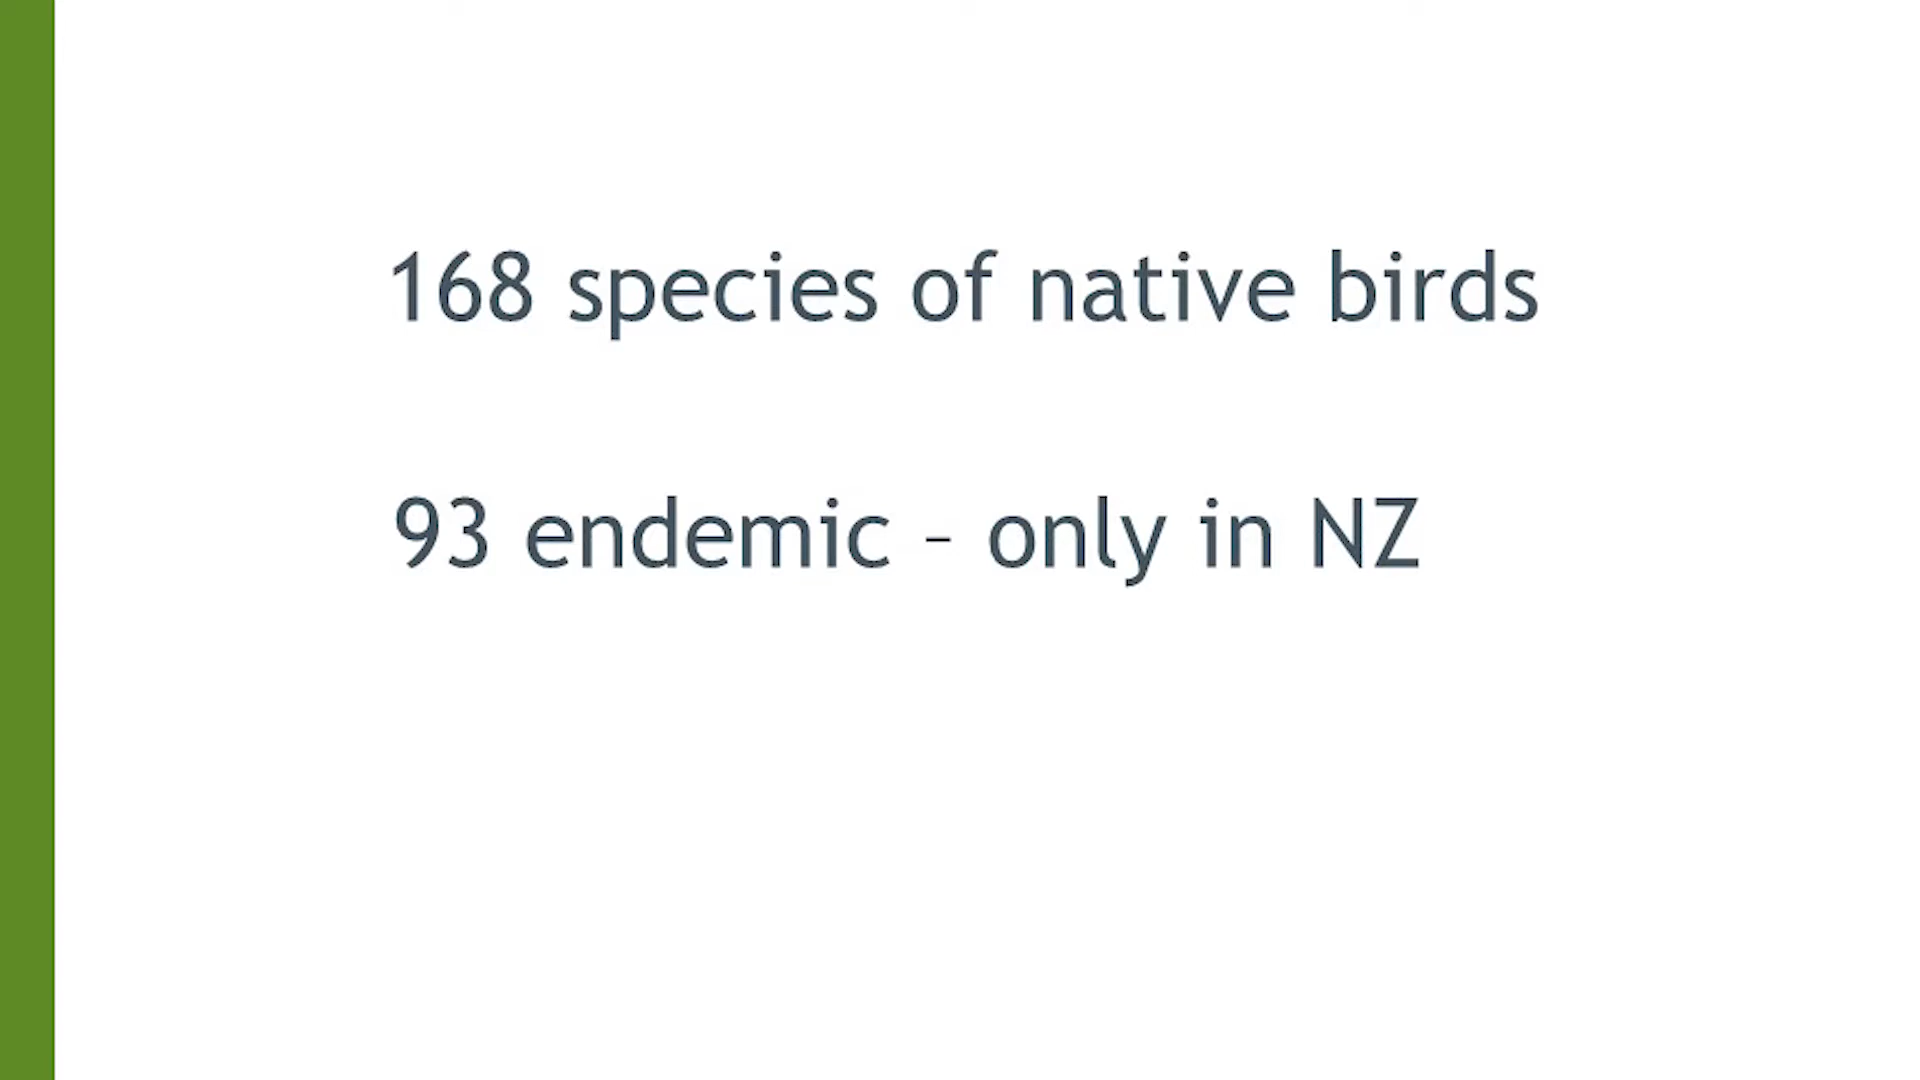 168 species of native birds
93 endemic – only in NZ